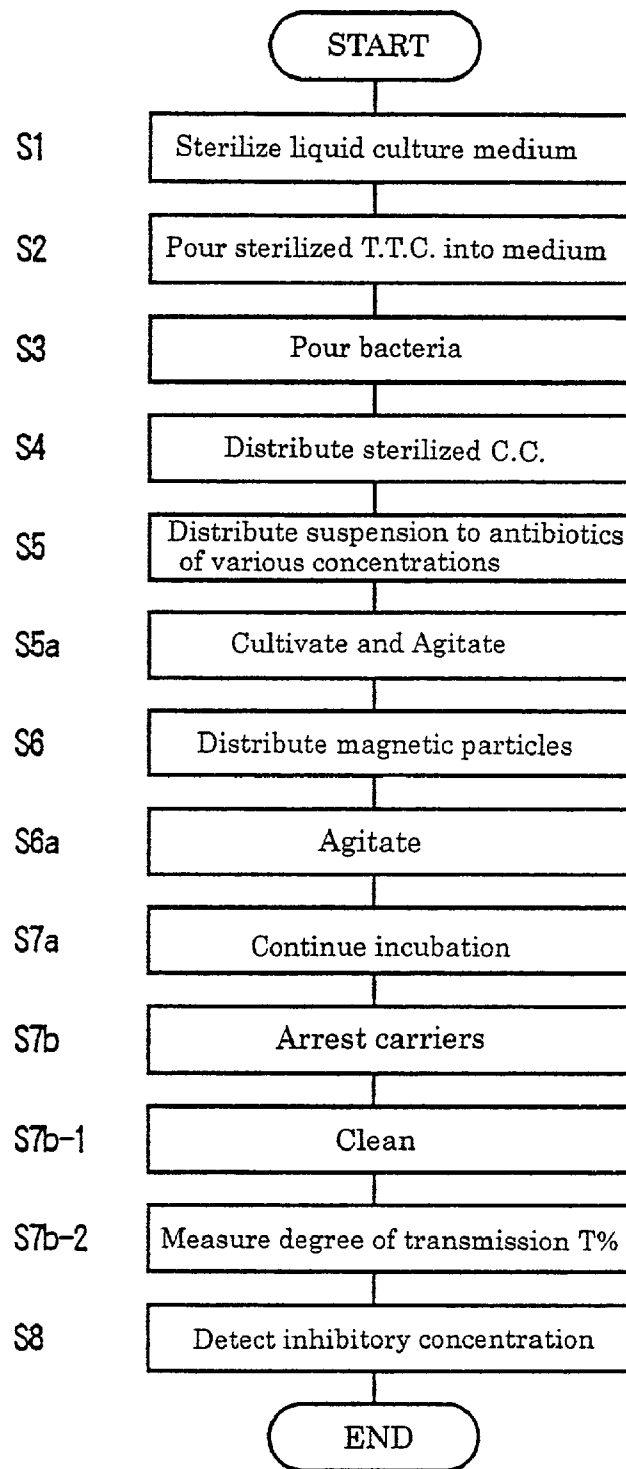 START
S1 Sterilize liquid culture medium
S2 Pour sterilized T.T.C. into medium
S3 Pour bacteria
S4 Distribute sterilized C.C.
S5 Distribute suspension to antibiotics
of various concentrations
S5a Cultivate and Agitate
S6 Distribute magnetic particles
S6a Agitate
S7a Continue incubation
S7b Arrest carriers
S7b-1 Clean
S7b-2 Measure degree of transmission T%
S8 Detect inhibitory concentration
END